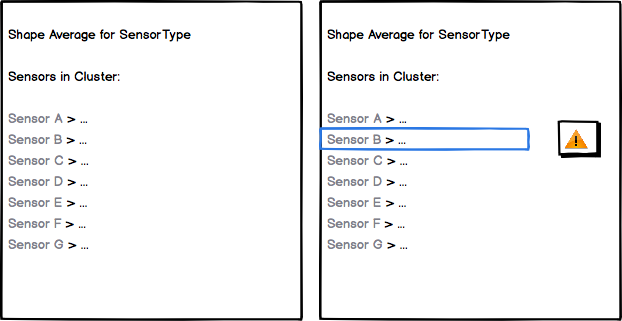 Shape Average for SensorType
Sensors in Cluster:
Sensor A > ...
Sensor B > ...
Sensor C > ...
Sensor D > ...
Sensor E > ...
Sensor F > ...
Sensor G > ...
Shape Average for SensorType
Sensors in Cluster:
Sensor A > ...
Sensor B > ...
Sensor C > ...
Sensor D > ...
Sensor E > ...
Sensor F > ...
Sensor G > ...